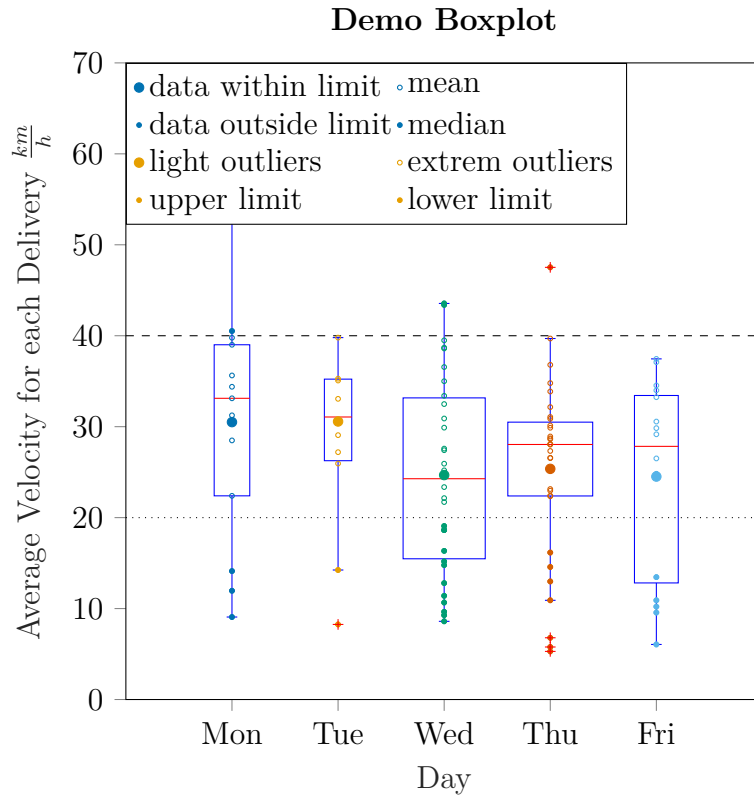 Demo Boxplot
Average Velocity for each Delivery km/h
70
60
50
40
30
20
10
0
data within limit
mean
data outside limit
median
light outliers
extrem outliers
upper limit
lower limit
Mon Tue Wed Thu Fri
Day